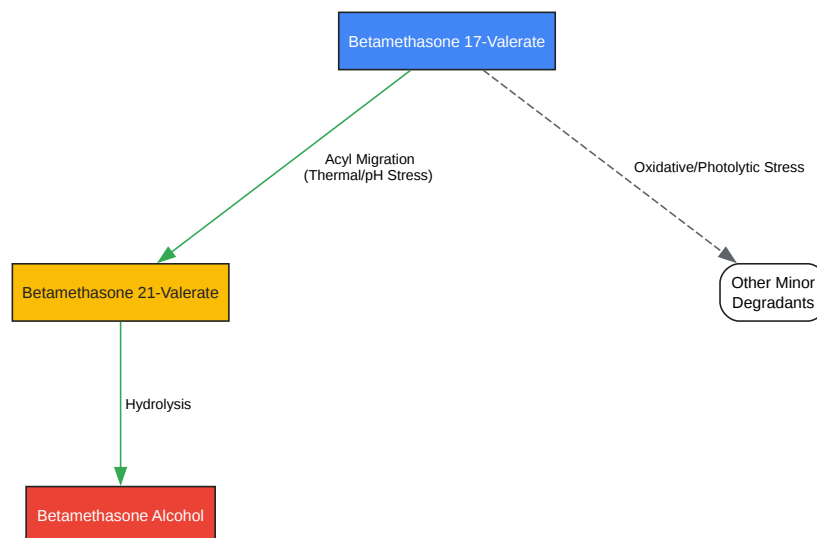 Betamethasone 17-Valerate
Acyl Migration
(Thermal/pH Stress)
Oxidative/Photolytic Stress
Betamethasone 21-Valerate
Other Minor
Degradants
Hydrolysis
Betamethasone Alcohol